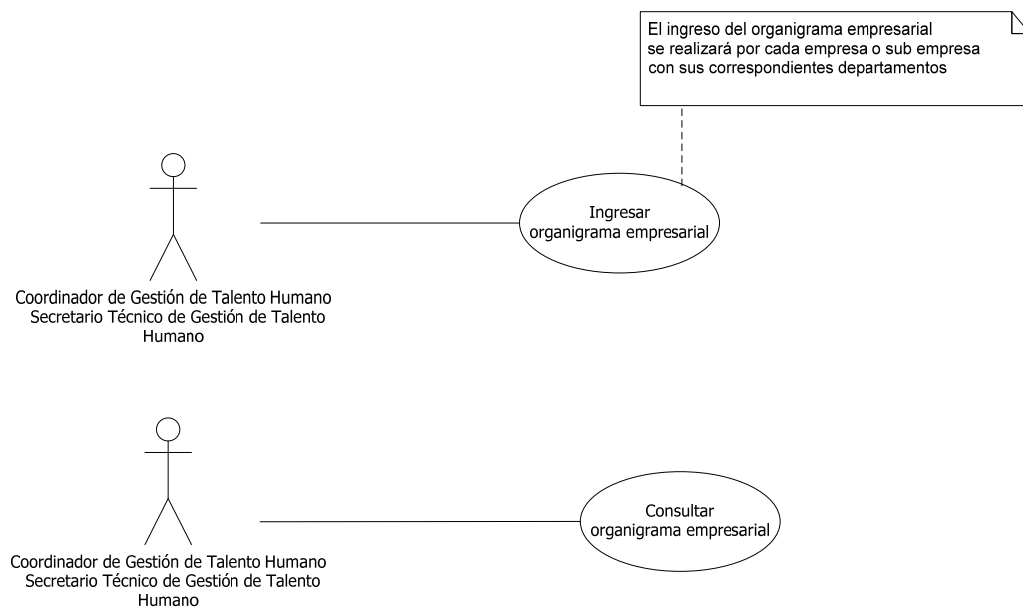 El ingreso del organigrama empresarial
se realizará por cada empresa o sub empresa
con sus correspondientes departamentos
Ingresar
organigrama empresarial
Coordinador de Gestión de Talento Humano
Secretario Técnico de Gestión de Talento
Humano
Consultar
organigrama empresarial
Coordinador de Gestión de Talento Humano
Secretario Técnico de Gestión de Talento
Humano